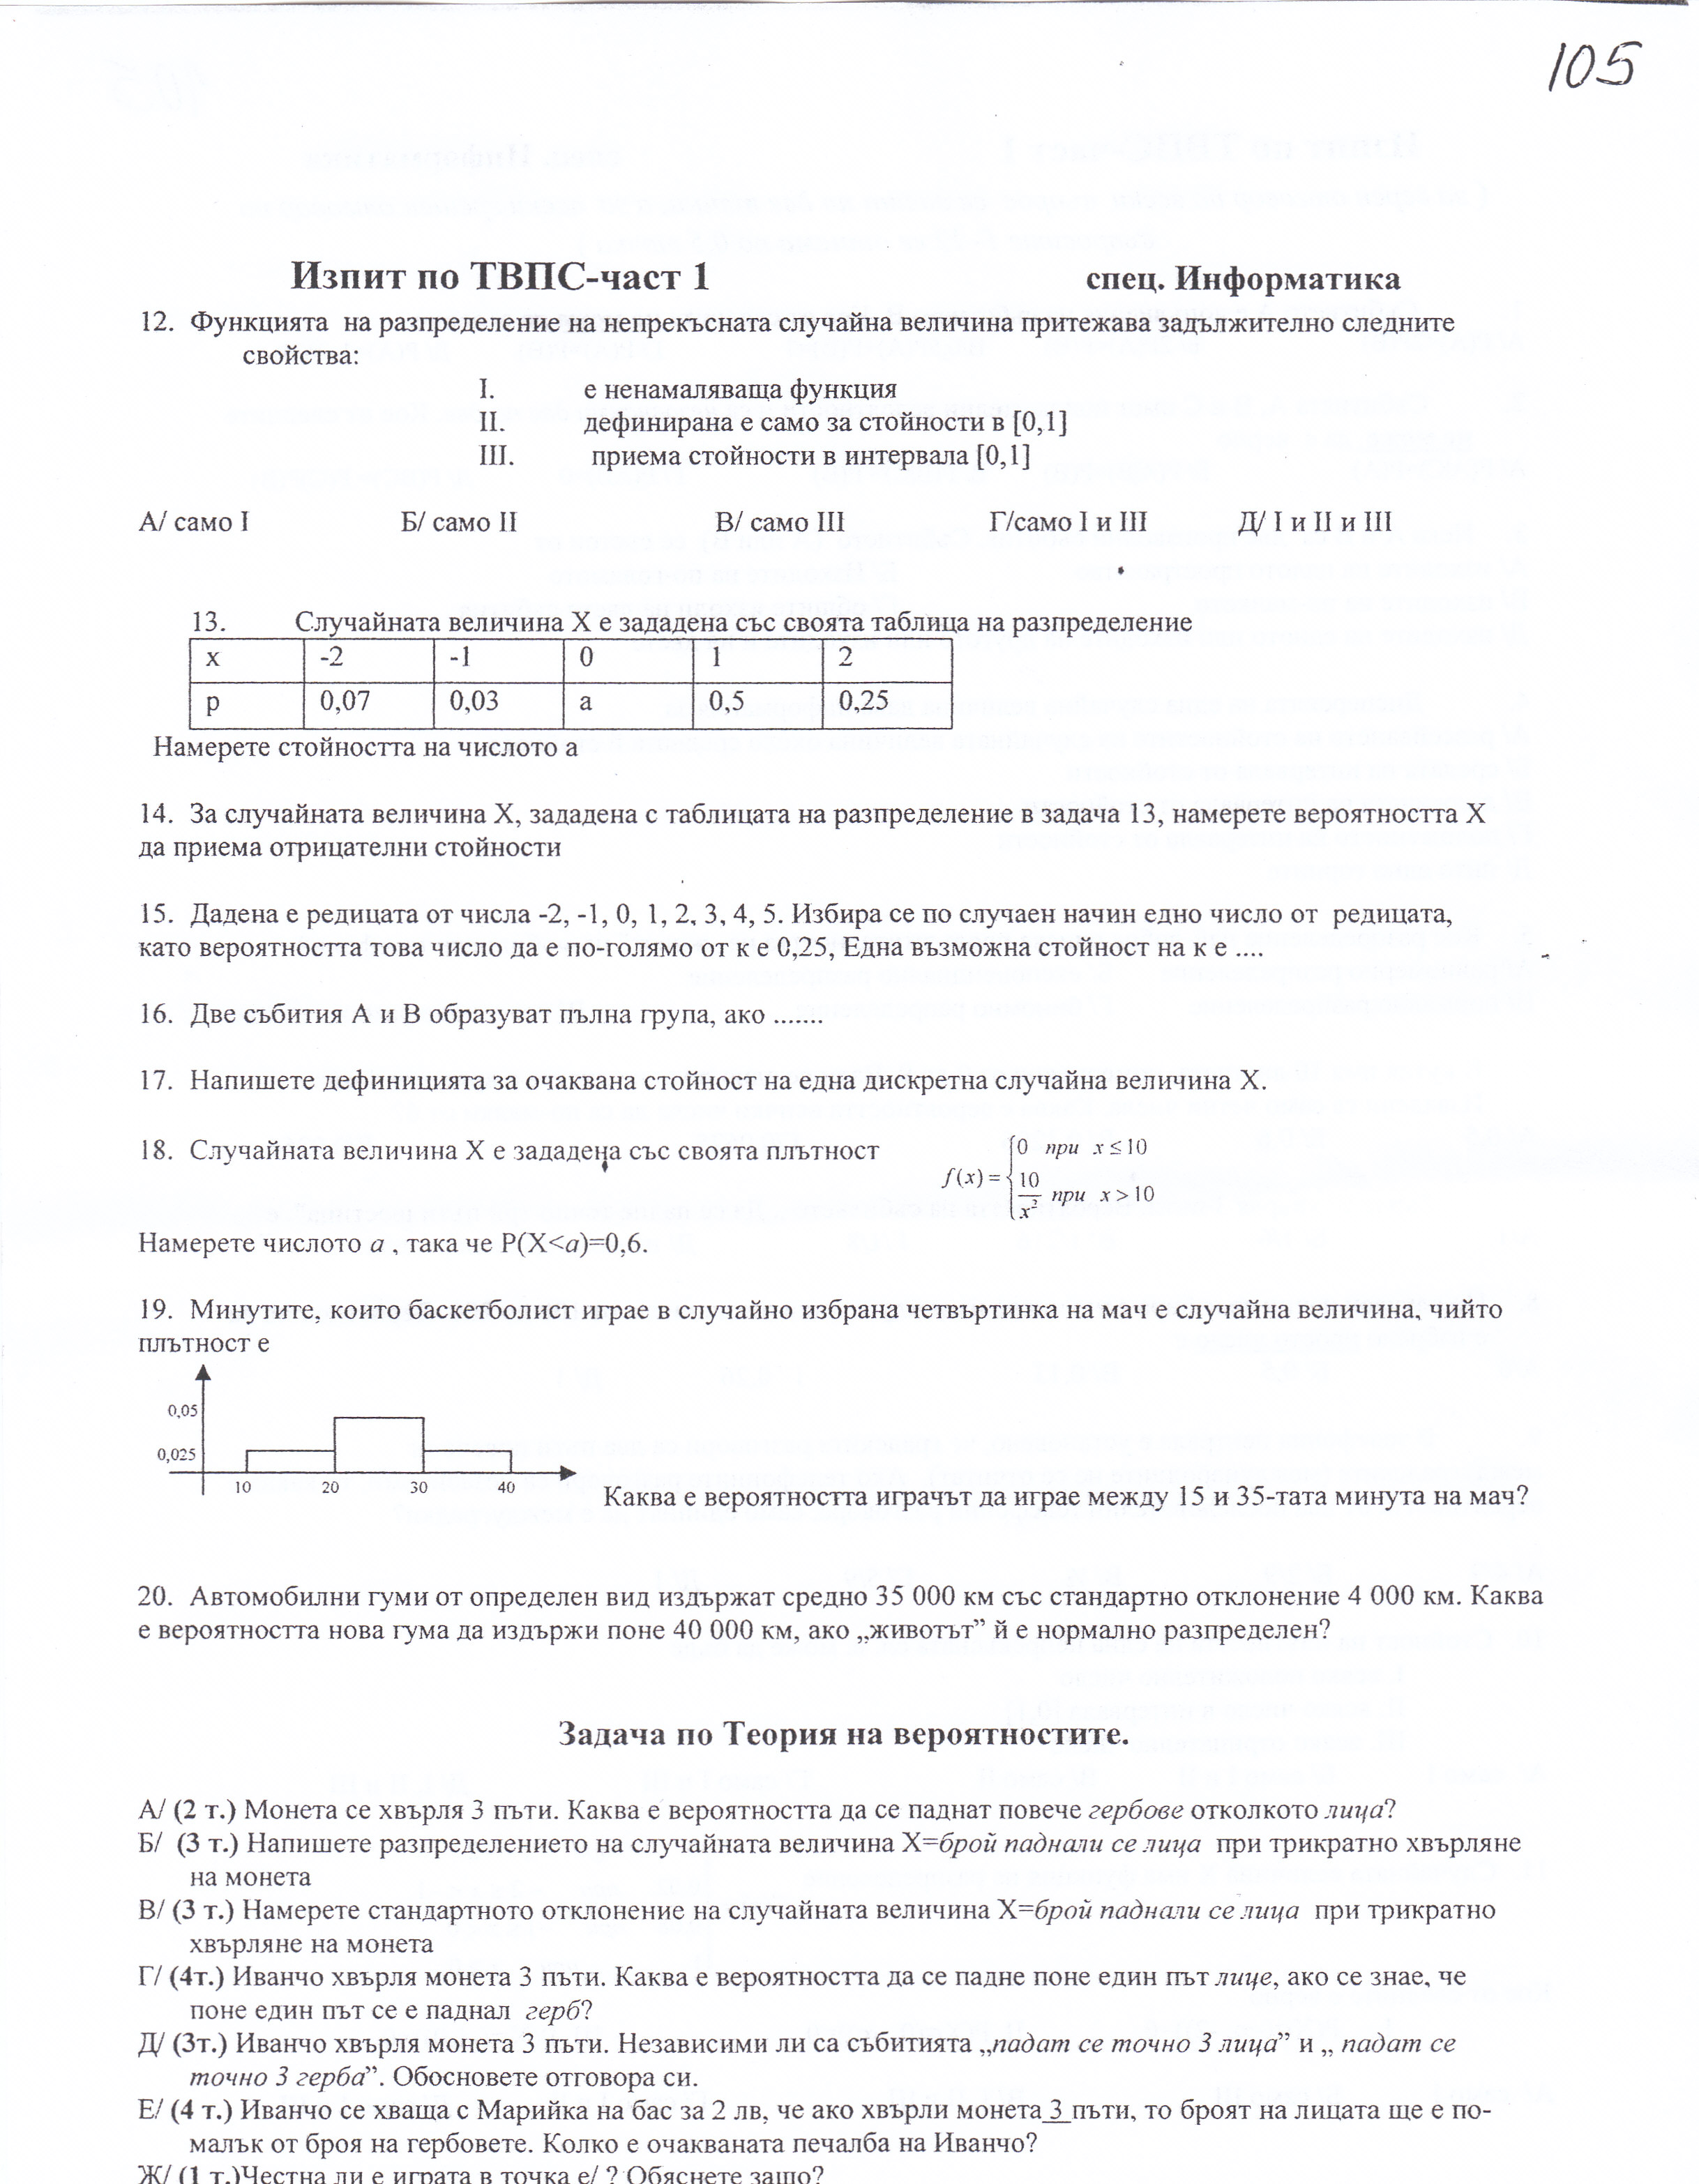 105
Изпит по ТВПС-част 1 спец. Информатика
12. Функцията на разпределение на непрекъсната случайна величина притежава задължително следните
свойства:
I. е ненамаляваща функция
II. дефинирана е само за стойности в [0,1]
III. приема стойности в интервала [0,1]
А/ само I Б/ само II В/ само III Г/само I и III Д/ I и II и III
13. Случайната величина X е зададена със своята таблица на разпределение
x -2 -1 0 1 2
p 0,07 0,03 a 0,5 0,25
Намерете стойността на числото a
14. За случайната величина X, зададена с таблицата на разпределение в задача 13, намерете вероятността X
да приема отрицателни стойности
15. Дадена е редицата от числа -2, -1, 0, 1, 2, 3, 4, 5. Избира се по случаен начин едно число от редицата,
като вероятността това число да е по-голямо от к е 0,25, Една възможна стойност на к е ....
16. Две събития А и В образуват пълна група, ако .......
17. Напишете дефиницията за очаквана стойност на една дискретна случайна величина X.
18. Случайната величина X е зададена със своята плътност f(x) = { 0 при x ≤ 10
10/x² при x > 10
Намерете числото a , така че P(X<a)=0,6.
19. Минутите, които баскетболист играе в случайно избрана четвъртинка на мач е случайна величина, чийто
плътност е
0,05
0,025
10 20 30 40
Каква е вероятността играчът да играе между 15 и 35-тата минута на мач?
20. Автомобилни гуми от определен вид издържат средно 35 000 км със стандартно отклонение 4 000 км. Каква
е вероятността нова гума да издържи поне 40 000 км, ако „животът” й е нормално разпределен?
Задача по Теория на вероятностите.
А/ (2 т.) Монета се хвърля 3 пъти. Каква е вероятността да се паднат повече гербове отколкото лица?
Б/ (3 т.) Напишете разпределението на случайната величина X=брой паднали се лица при трикратно хвърляне
на монета
В/ (3 т.) Намерете стандартното отклонение на случайната величина X=брой паднали се лица при трикратно
хвърляне на монета
Г/ (4т.) Иванчо хвърля монета 3 пъти. Каква е вероятността да се падне поне един път лице, ако се знае, че
поне един път се е паднал герб?
Д/ (3т.) Иванчо хвърля монета 3 пъти. Независими ли са събитията „падат се точно 3 лица” и „ падат се
точно 3 герба”. Обосновете отговора си.
Е/ (4 т.) Иванчо се хваща с Марийка на бас за 2 лв, че ако хвърли монета 3 пъти, то броят на лицата ще е по-
малък от броя на гербовете. Колко е очакваната печалба на Иванчо?
Ж/ (1 т.)Честна ли е играта в точка е/ ? Обяснете защо?